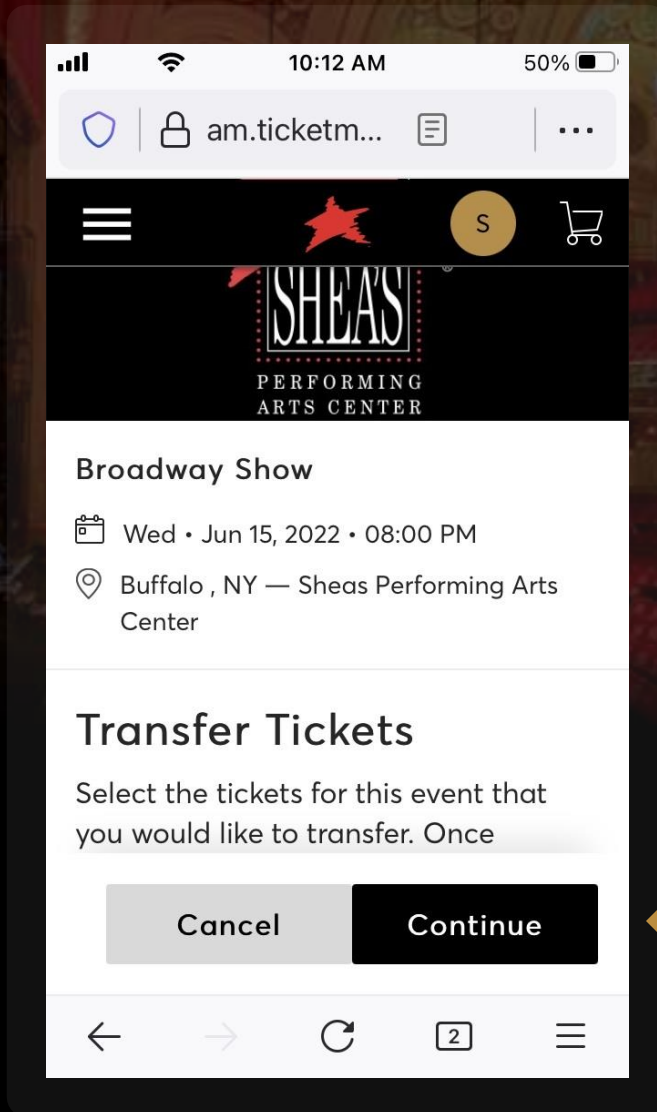 10:12 AM
50%
am.ticketm...
S
SHEA'S
®
PERFORMING
ARTS CENTER
Broadway Show
Wed • Jun 15, 2022 • 08:00 PM
Buffalo , NY — Sheas Performing Arts
Center
Transfer Tickets
Select the tickets for this event that
you would like to transfer. Once
Cancel
Continue
2